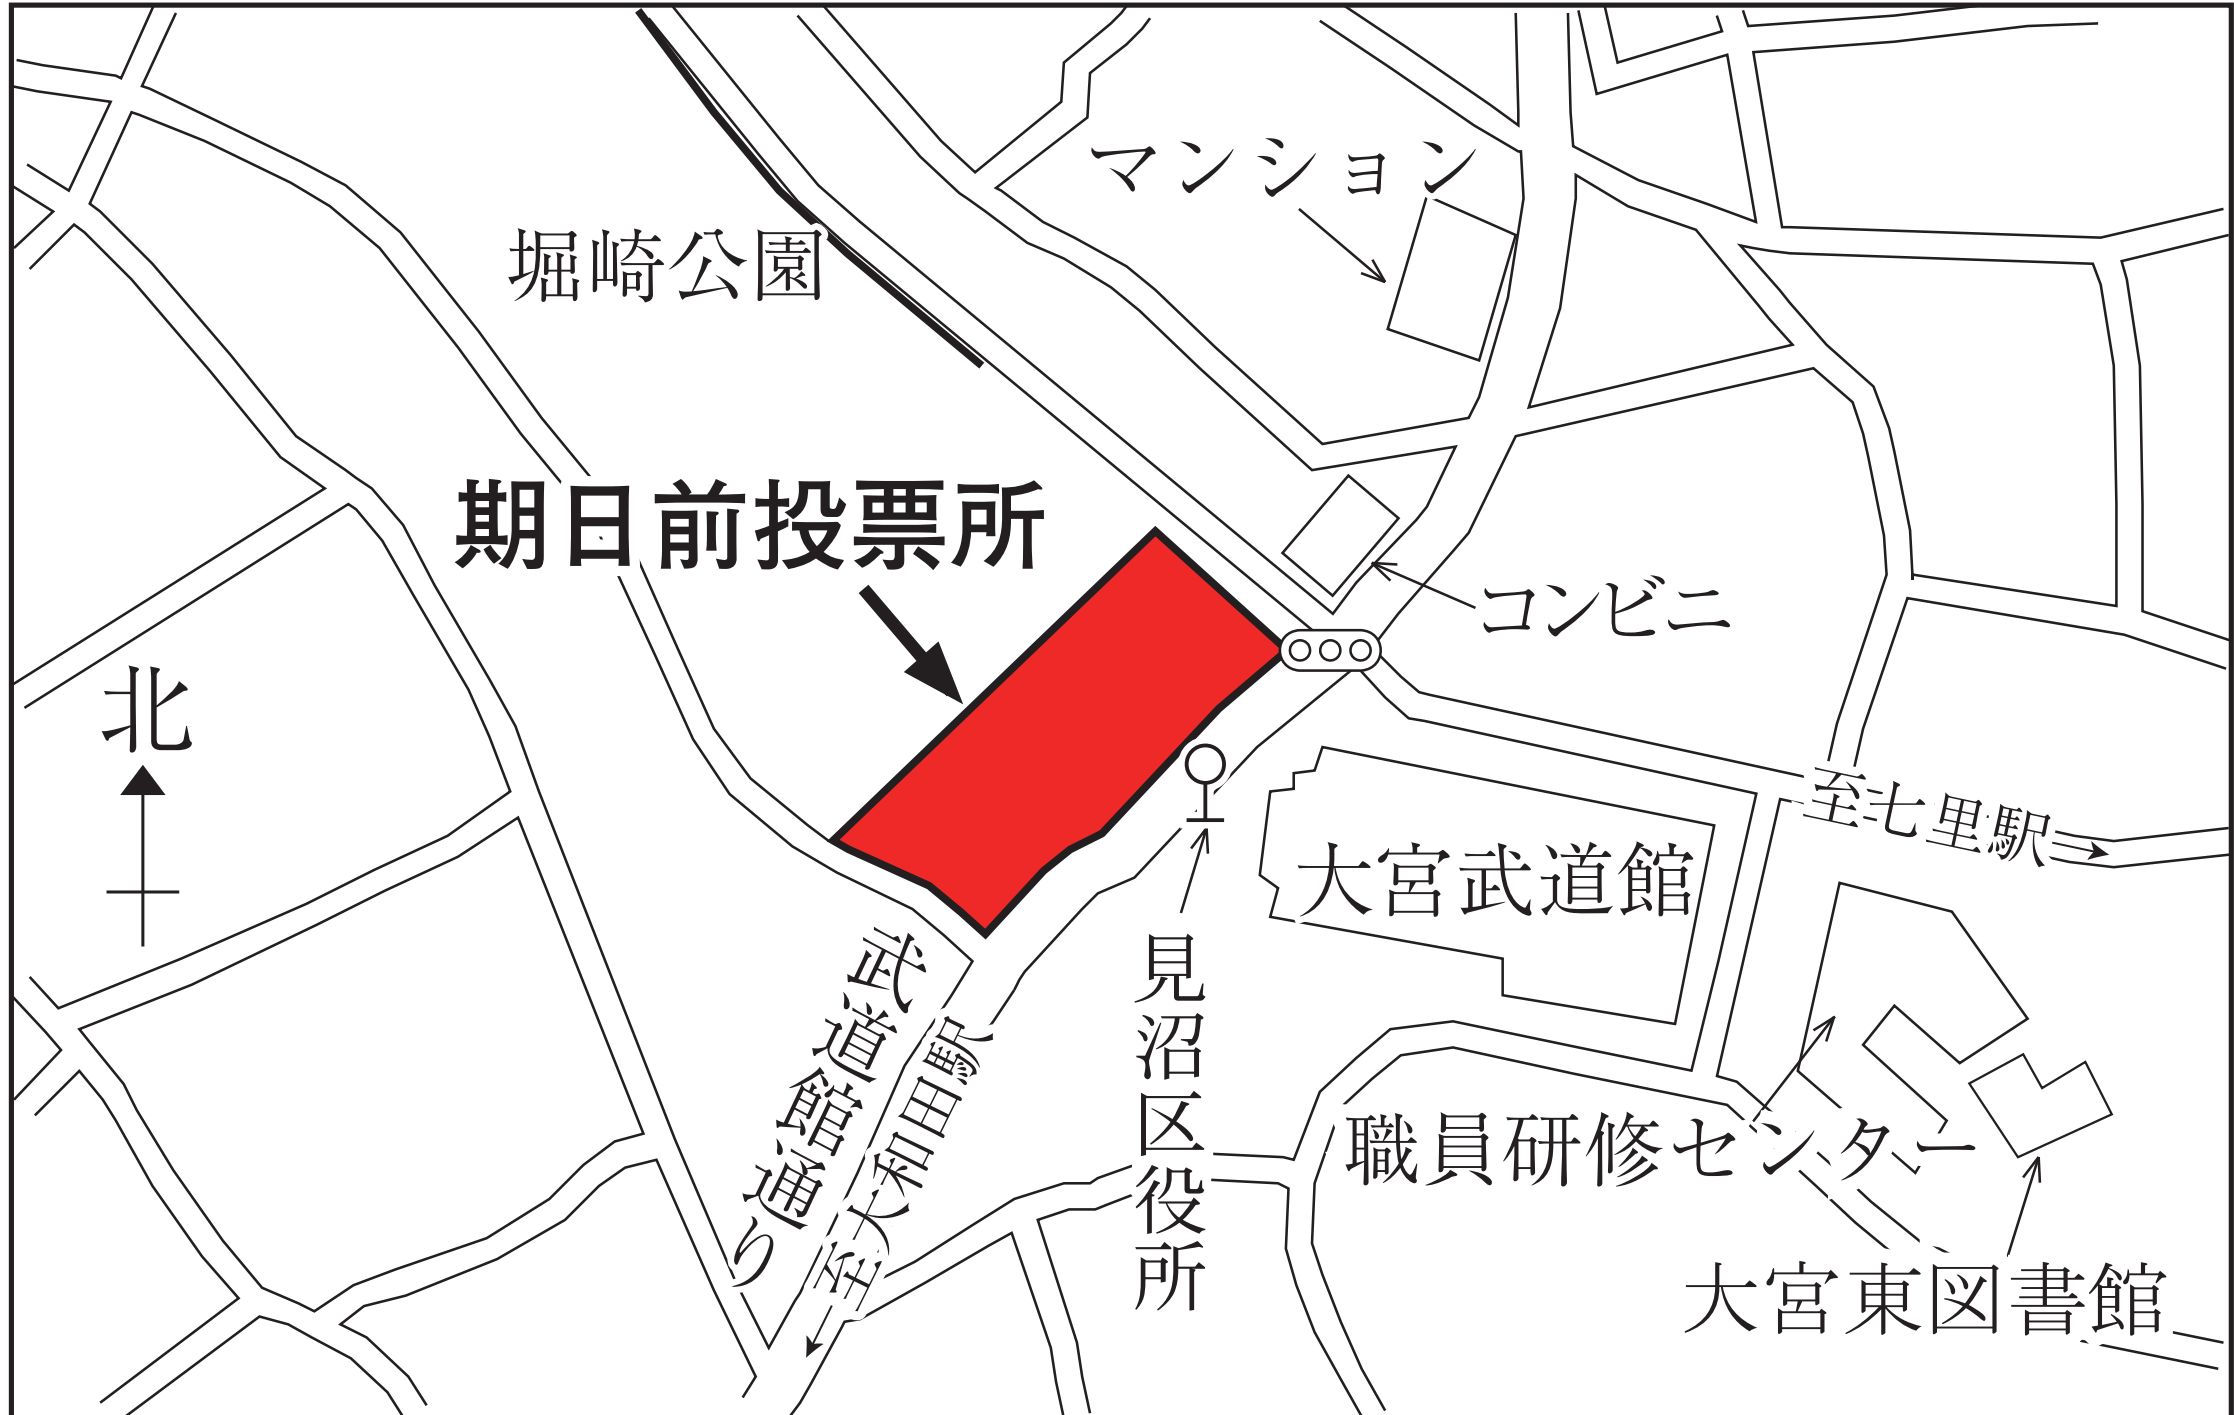 マンション
堀崎公園
期日前投票所
コンビニ
北
至七里駅
大宮武道館
武道館通り
至大和田駅
見沼区役所
職員研修センター
大宮東図書館